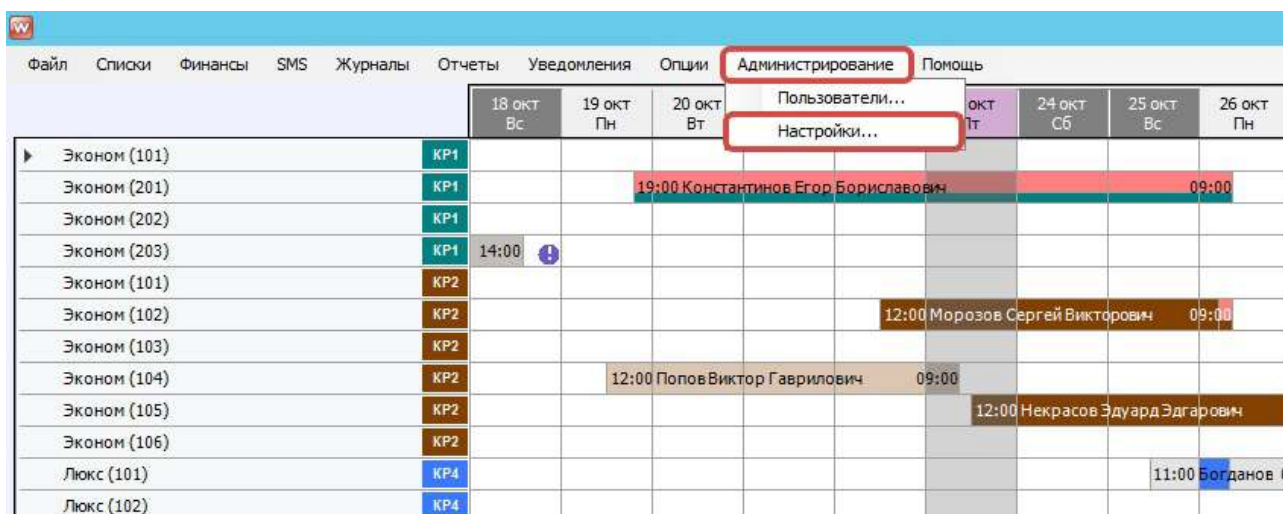 W
Файл Списки Финансы SMS Журналы Отчеты Уведомления Опции Администрирование Помощь
Пользователи...
Настройки...
18 окт 19 окт 20 окт окт 24 окт 25 окт 26 окт
Вс Пн Вт Пт Сб Вс Пн
Эконом (101) КР1
Эконом (201) КР1 19:00 Константинов Егор Бориславович 09:00
Эконом (202) КР1
Эконом (203) КР1 14:00
Эконом (101) КР2
Эконом (102) КР2 12:00 Морозов Сергей Викторович 09:00
Эконом (103) КР2
Эконом (104) КР2 12:00 Попов Виктор Гаврилович 09:00
Эконом (105) КР2 12:00 Некрасов Эдуард Эдгарович
Эконом (106) КР2
Люкс (101) КР4 11:00 Богданов
Люкс (102) КР4